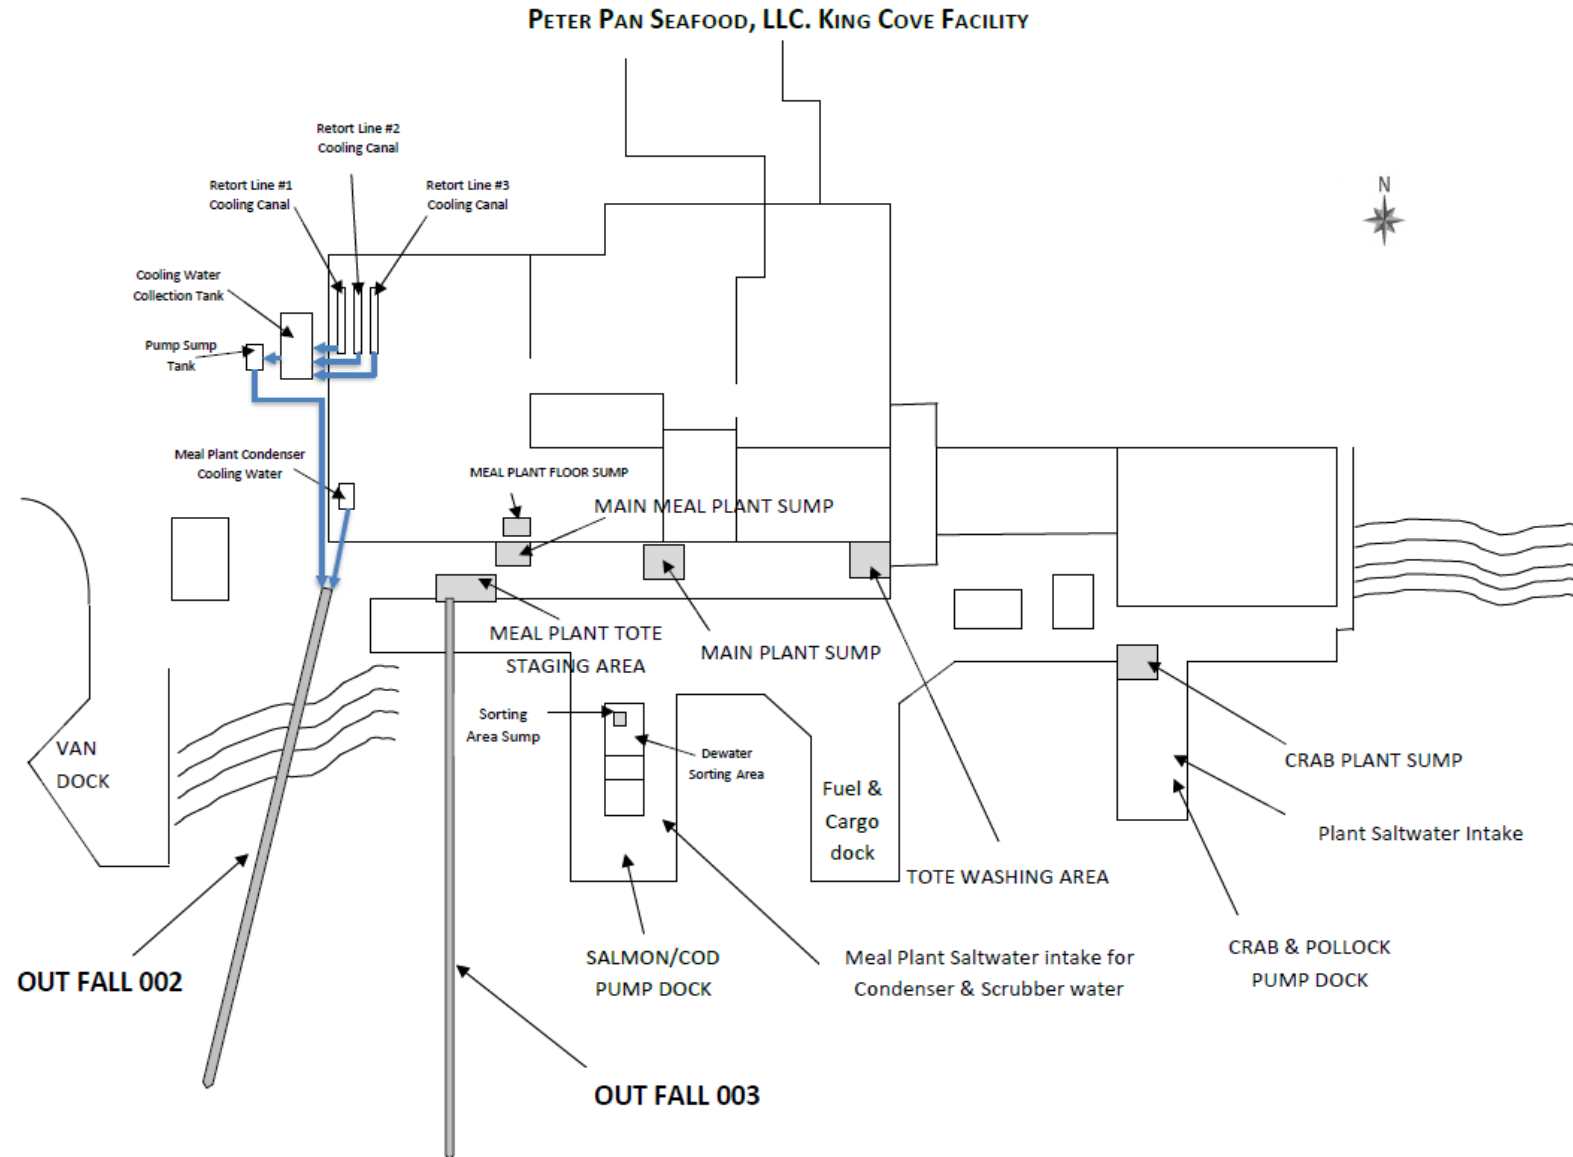 PETER PAN SEAFOOD, LLC. KING COVE FACILITY
Retort Line #2
Cooling Canal
Retort Line #1
Cooling Canal
Retort Line #3
Cooling Canal
N
Cooling Water
Collection Tank
Pump Sump
Tank
Meal Plant Condenser
Cooling Water
MEAL PLANT FLOOR SUMP
MAIN MEAL PLANT SUMP
MEAL PLANT TOTE
STAGING AREA
MAIN PLANT SUMP
Sorting
Area Sump
Dewater
Sorting Area
VAN
DOCK
Fuel &
Cargo
dock
CRAB PLANT SUMP
Plant Saltwater Intake
TOTE WASHING AREA
OUT FALL 002
SALMON/COD
PUMP DOCK
Meal Plant Saltwater intake for
Condenser & Scrubber water
CRAB & POLLOCK
PUMP DOCK
OUT FALL 003